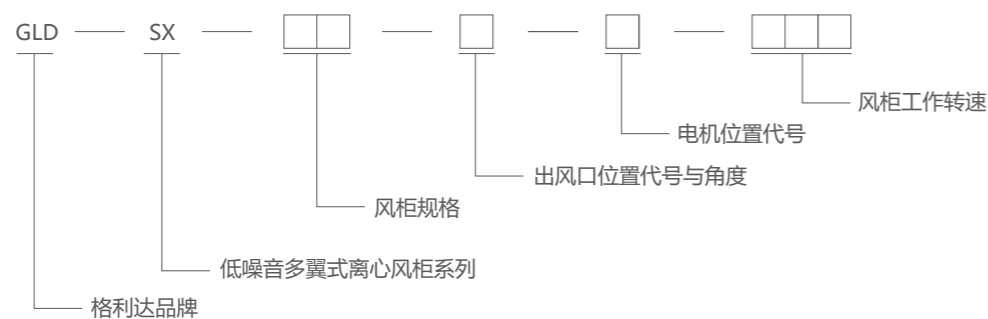 GLD
SX
风柜工作转速
电机位置代号
出风口位置代号与角度
风柜规格
低噪音多翼式离心风柜系列
格利达品牌